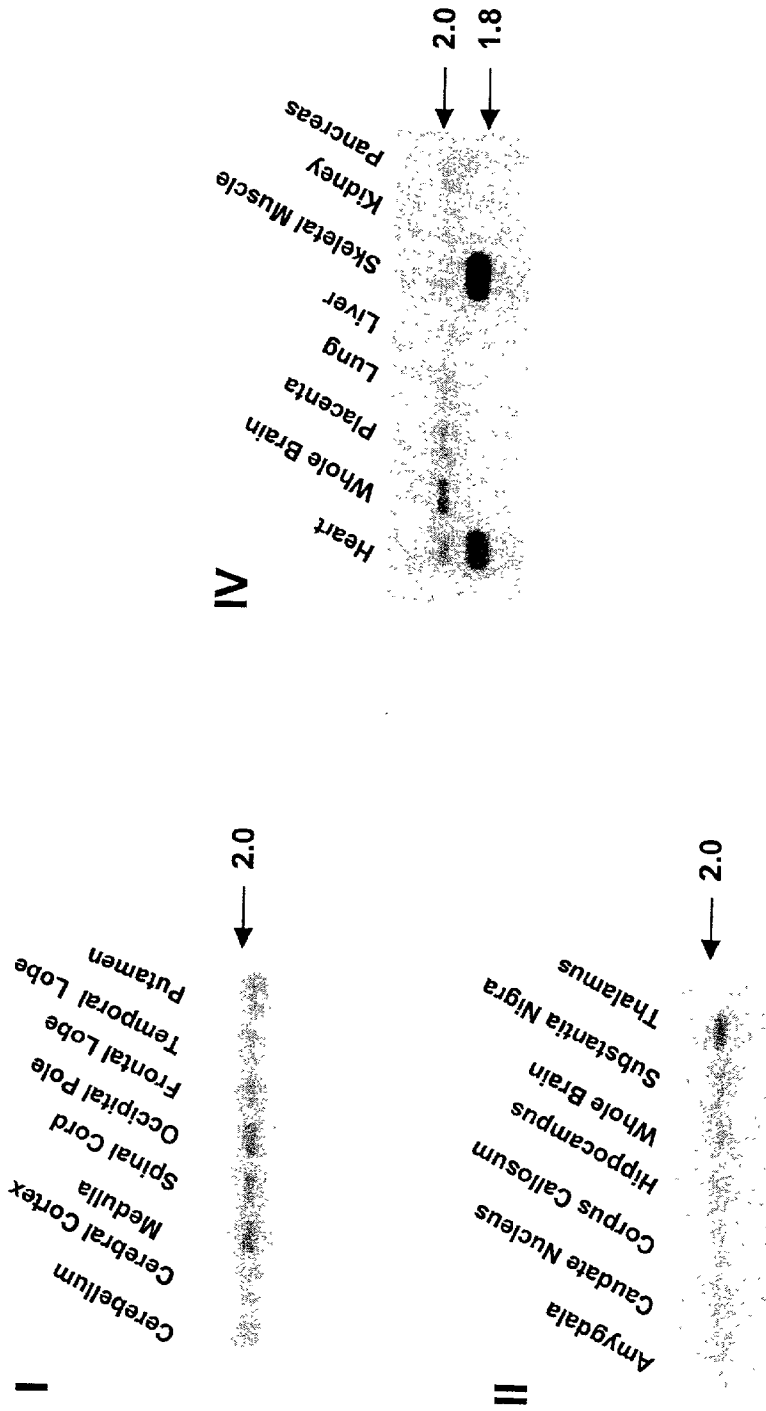 I
Cerebellum
Cerebral Cortex
Medulla
Spinal Cord
Occipital Pole
Frontal Lobe
Temporal Lobe
Putamen
2.0
II
Amygdala
Caudate Nucleus
Corpus Callosum
Hippocampus
Whole Brain
Substantia Nigra
Thalamus
2.0
IV
Heart
Whole Brain
Placenta
Lung
Liver
Skeletal Muscle
Kidney
Pancreas
2.0
1.8